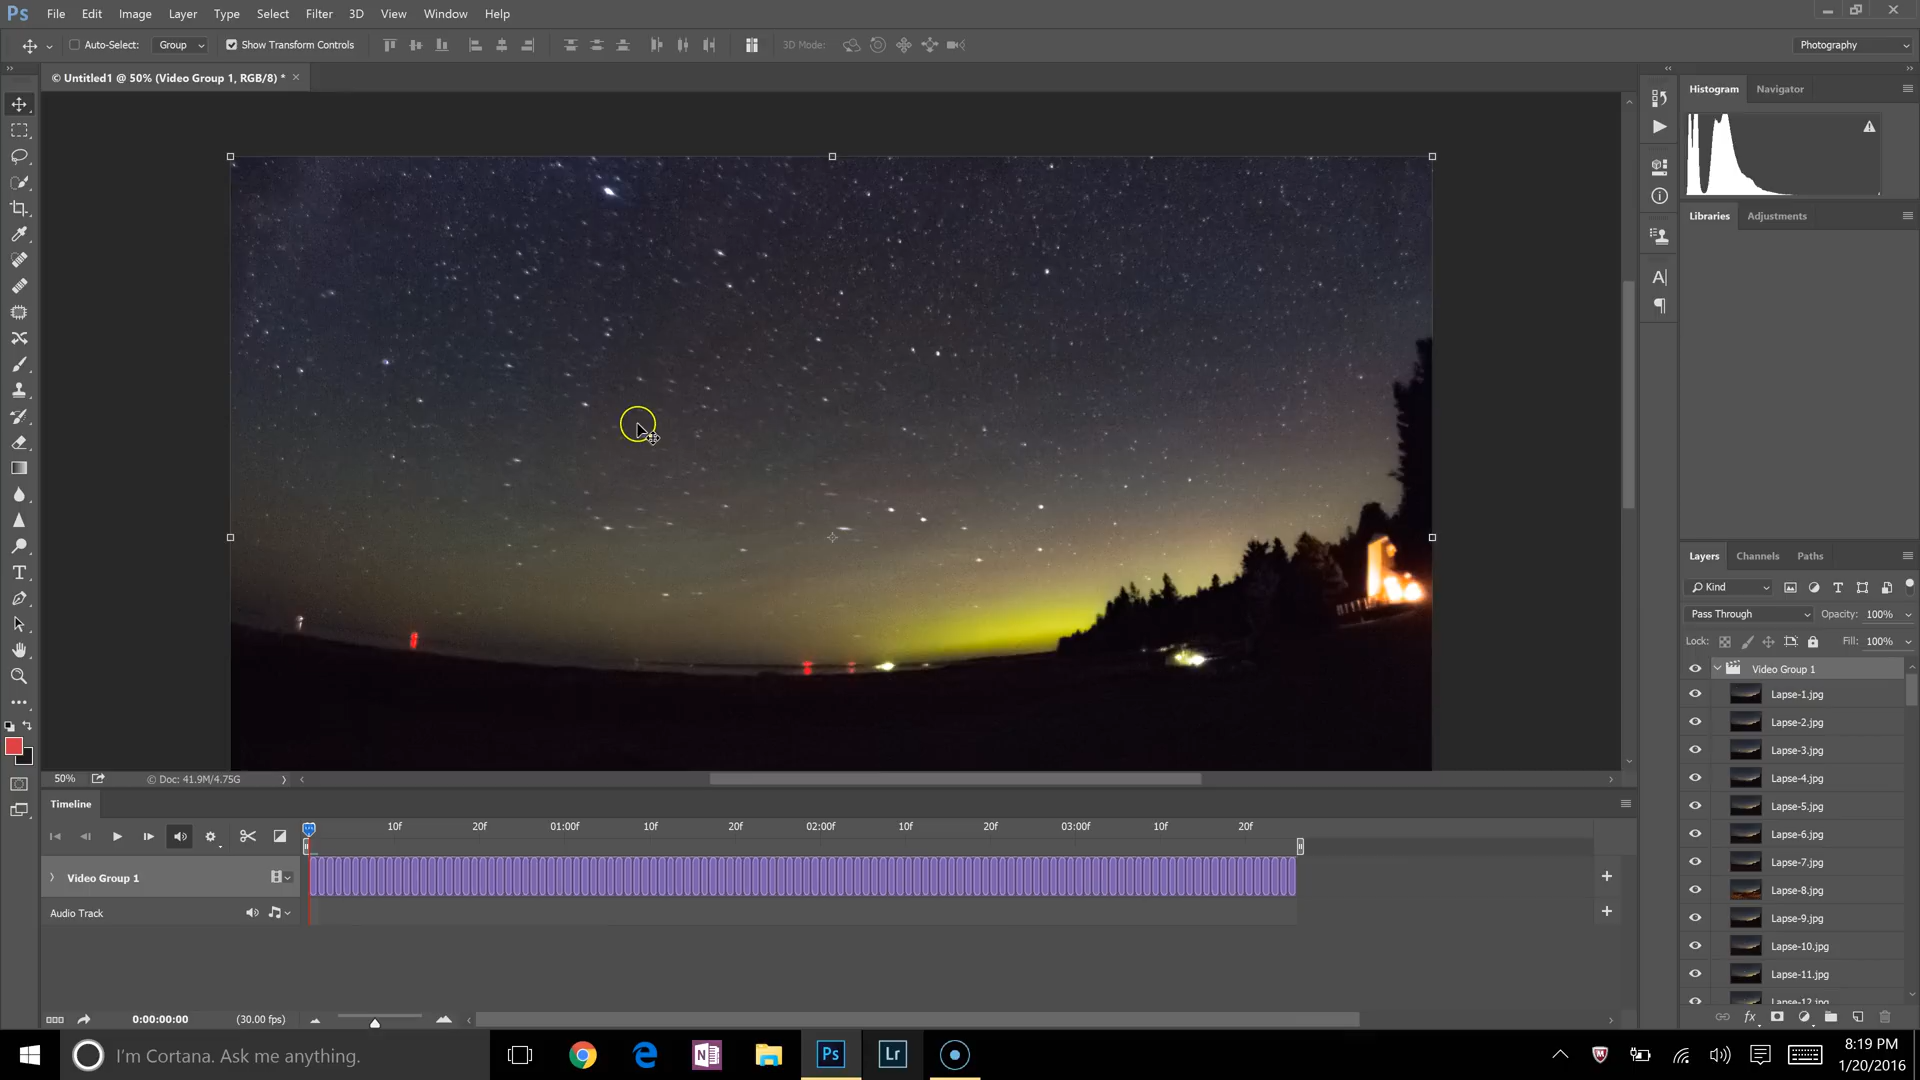 Ps File Edit Image Layer Type Select Filter 3D View Window Help
Auto-Select: Group Show Transform Controls 3D Mode: Photography
© Untitled1 @ 50% (Video Group 1, RGB/8) * ×
Histogram Navigator
Libraries Adjustments
Layers Channels Paths
Kind
Pass Through Opacity: 100%
Lock: Fill: 100%
Video Group 1
Lapse-1.jpg
Lapse-2.jpg
Lapse-3.jpg
Lapse-4.jpg
Lapse-5.jpg
Lapse-6.jpg
Lapse-7.jpg
Lapse-8.jpg
Lapse-9.jpg
Lapse-10.jpg
Lapse-11.jpg
Lapse-12.jpg
fx
50% © Doc: 41.9M/4.75G
Timeline
10f 20f 01:00f 10f 20f 02:00f 10f 20f 03:00f 10f 20f
Video Group 1
Audio Track
0:00:00:00 (30.00 fps)
I'm Cortana. Ask me anything. Ps Lr
8:19 PM
1/20/2016